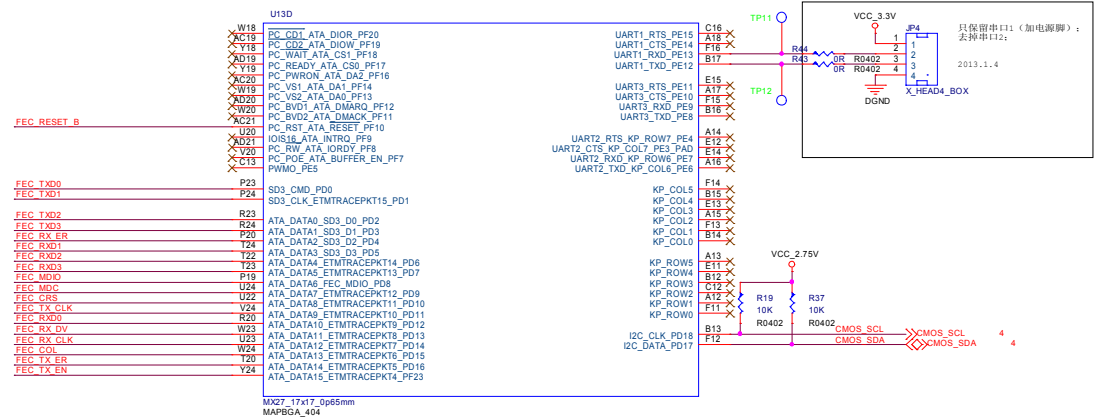 U13D
W18 PC_CD1_ATA_DIOR_PF20
AC19 PC_CD2_ATA_DIOW_PF19
Y18 PC_WAIT_ATA_CS1_PF18
AD19 PC_READY_ATA_CS0_PF17
Y19 PC_PWRON_ATA_DA2_PF16
AC20 PC_VS1_ATA_DA1_PF14
W19 PC_VS2_ATA_DA0_PF13
AD20 PC_BVD1_ATA_DMARQ_PF12
W20 PC_BVD2_ATA_DMACK_PF11
FEC_RESET_B AC21 PC_RST_ATA_RESET_PF10
U20 IOIS16_ATA_INTRQ_PF9
AD21 PC_RW_ATA_IORDY_PF8
V20 PC_POE_ATA_BUFFER_EN_PF7
C13 PWMO_PE5
FEC_TXD0 P23 SD3_CMD_PD0
FEC_TXD1 P24 SD3_CLK_ETMTRACEPKT15_PD1
FEC_TXD2 R23 ATA_DATA0_SD3_D0_PD2
FEC_TXD3 R24 ATA_DATA1_SD3_D1_PD3
FEC_RX_ER P20 ATA_DATA2_SD3_D2_PD4
FEC_RXD1 T24 ATA_DATA3_SD3_D3_PD5
FEC_RXD2 T22 ATA_DATA4_ETMTRACEPKT14_PD6
FEC_RXD3 T23 ATA_DATA5_ETMTRACEPKT13_PD7
FEC_MDIO P19 ATA_DATA6_FEC_MDIO_PD8
FEC_MDC U24 ATA_DATA7_ETMTRACEPKT12_PD9
FEC_CRS U22 ATA_DATA8_ETMTRACEPKT11_PD10
FEC_TX_CLK V24 ATA_DATA9_ETMTRACEPKT10_PD11
FEC_RXD0 R20 ATA_DATA10_ETMTRACEPKT9_PD12
FEC_RX_DV W23 ATA_DATA11_ETMTRACEPKT8_PD13
FEC_RX_CLK U23 ATA_DATA12_ETMTRACEPKT7_PD14
FEC_COL W24 ATA_DATA13_ETMTRACEPKT6_PD15
FEC_TX_ER T20 ATA_DATA14_ETMTRACEPKT5_PD16
FEC_TX_EN Y24 ATA_DATA15_ETMTRACEPKT4_PF23
MX27_17x17_0p65mm
MAPBGA_404
UART1_RTS_PE15 C16
UART1_CTS_PE14 A18
UART1_RXD_PE13 F16
UART1_TXD_PE12 B17
UART3_RTS_PE11 E15
UART3_CTS_PE10 A17
UART3_RXD_PE9 F15
UART3_TXD_PE8 B16
UART2_RTS_KP_ROW7_PE4 A14
UART2_CTS_KP_COL7_PE3_PAD E12
UART2_RXD_KP_ROW6_PE7 E14
UART2_TXD_KP_COL6_PE6 A16
KP_COL5 F14
KP_COL4 B15
KP_COL3 E13
KP_COL2 A15
KP_COL1 F13
KP_COL0 B14
KP_ROW5 A13
KP_ROW4 E11
KP_ROW3 B12
KP_ROW2 C12
KP_ROW1 A12
KP_ROW0 F11
I2C_CLK_PD18 B13
I2C_DATA_PD17 F12
TP11
TP12
VCC_3.3V
JP4
1 1
2 2
3 3
4 4
R44
R43 0R R0402
0R R0402
DGND
X_HEAD4_BOX
只保留串口1（加电源脚）；
去掉串口2；
2013.1.4
VCC_2.75V
R19 R37
10K 10K
R0402 R0402
CMOS_SCL CMOS_SCL 4
CMOS_SDA CMOS_SDA 4